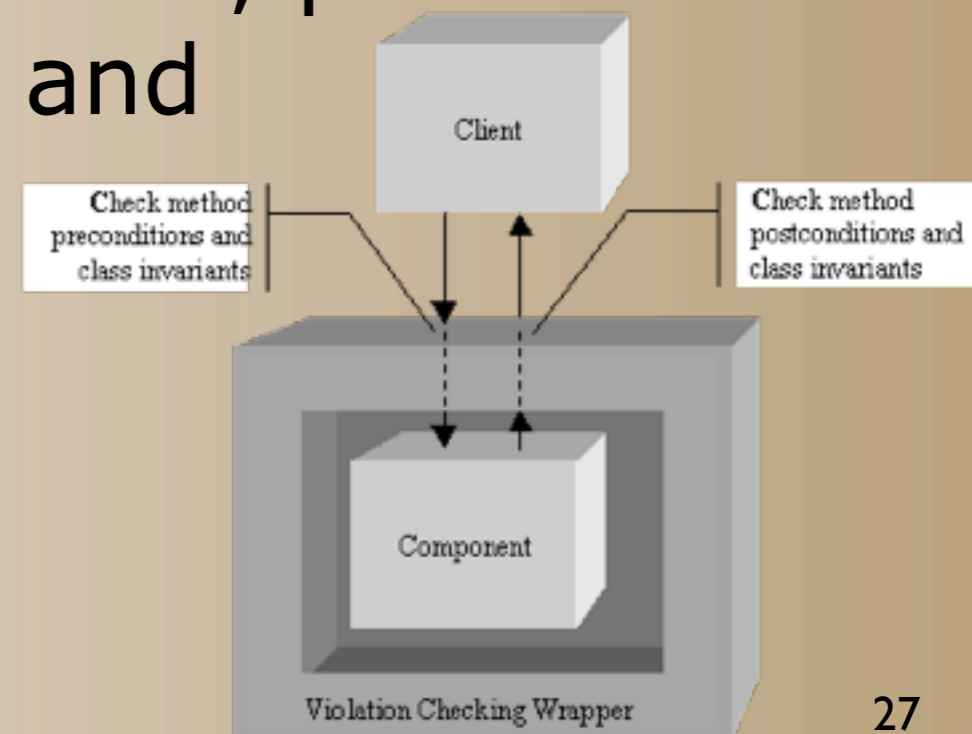 and
Client
Check method
preconditions and
class invariants
Check method
postconditions and
class invariants
Component
Violation Checking Wrapper
27